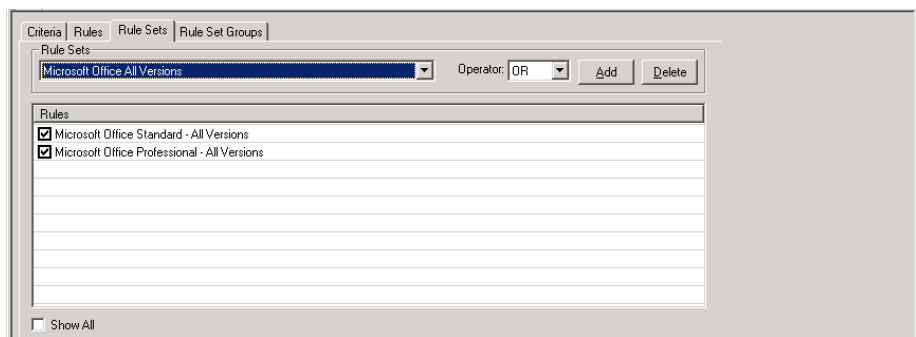 Criteria Rules Rule Sets Rule Set Groups
Rule Sets
Microsoft Office All Versions Operator: OR Add Delete
Rules
Microsoft Office Standard - All Versions
Microsoft Office Professional - All Versions
Show All